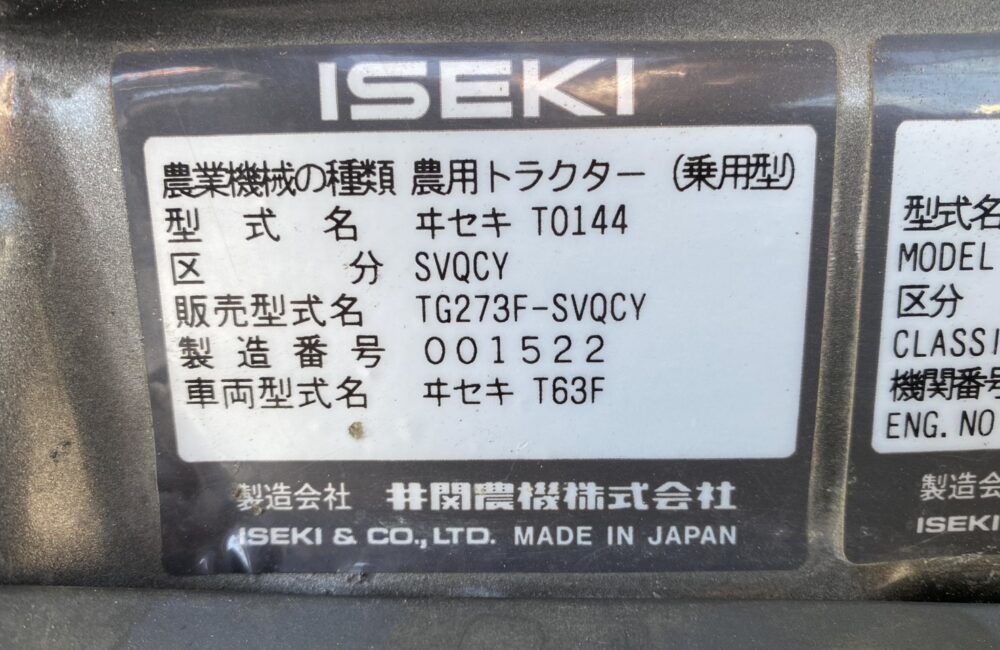 ISEKI
農業機械の種類 農用トラクター (乗用型)
型式名 ヰセキ T0144
区分 SVQCY
販売型式名 TG273F-SVQCY
製造番号 001522
車両型式名 ヰセキ T63F
製造会社 井関農機株式会社
ISEKI & CO.,LTD. MADE IN JAPAN
型式名
MODEL
区分
CLASSI
機関番号
ENG. NO
製造会
ISEKI